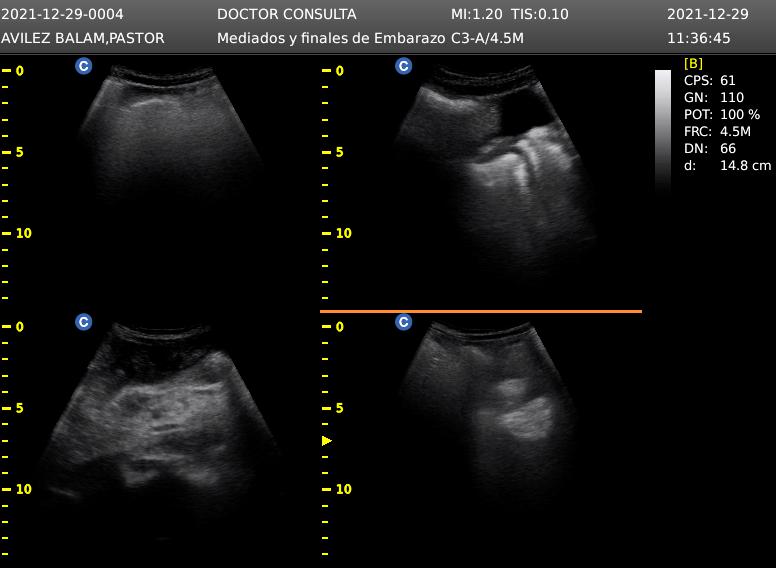 2021-12-29-0004 DOCTOR CONSULTA MI:1.20 TIS:0.10 2021-12-29
AVILEZ BALAM,PASTOR Mediados y finales de Embarazo C3-A/4.5M 11:36:45
C
0
5
10
C
0
5
10
[B]
CPS: 61
GN: 110
POT: 100 %
FRC: 4.5M
DN: 66
d: 14.8 cm
C
0
5
10
C
0
5
10